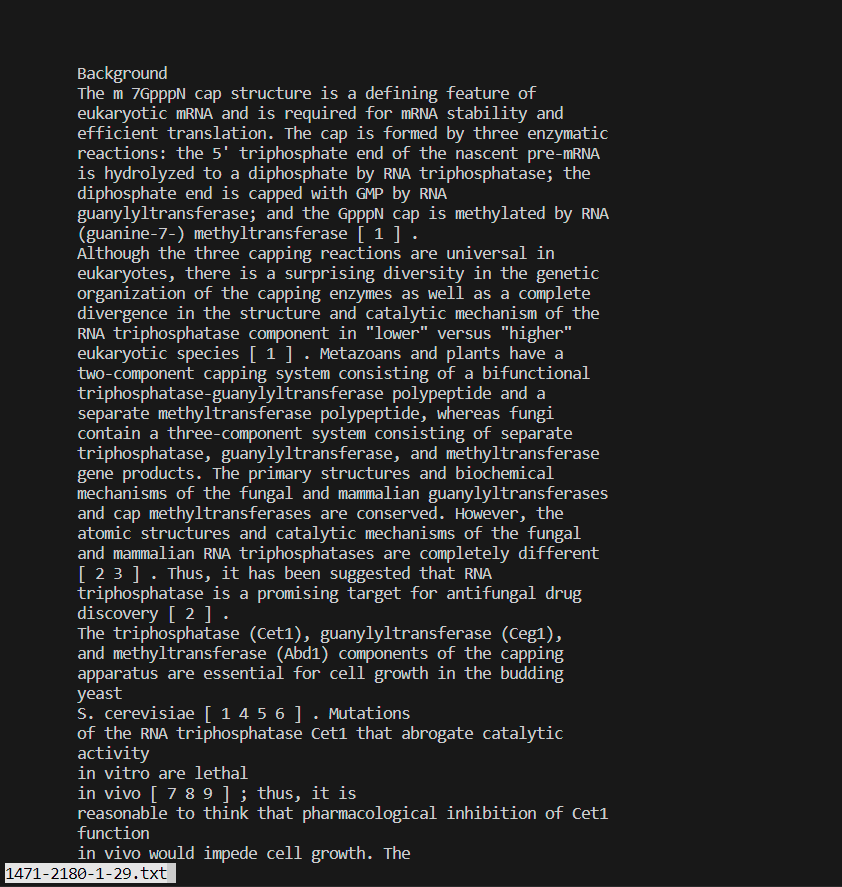 Background
The m 7GpppN cap structure is a defining feature of
eukaryotic mRNA and is required for mRNA stability and
efficient translation. The cap is formed by three enzymatic
reactions: the 5' triphosphate end of the nascent pre-mRNA
is hydrolyzed to a diphosphate by RNA triphosphatase; the
diphosphate end is capped with GMP by RNA
guanylyltransferase; and the GpppN cap is methylated by RNA
(guanine-7-) methyltransferase [ 1 ] .
Although the three capping reactions are universal in
eukaryotes, there is a surprising diversity in the genetic
organization of the capping enzymes as well as a complete
divergence in the structure and catalytic mechanism of the
RNA triphosphatase component in "lower" versus "higher"
eukaryotic species [ 1 ] . Metazoans and plants have a
two-component capping system consisting of a bifunctional
triphosphatase-guanylyltransferase polypeptide and a
separate methyltransferase polypeptide, whereas fungi
contain a three-component system consisting of separate
triphosphatase, guanylyltransferase, and methyltransferase
gene products. The primary structures and biochemical
mechanisms of the fungal and mammalian guanylyltransferases
and cap methyltransferases are conserved. However, the
atomic structures and catalytic mechanisms of the fungal
and mammalian RNA triphosphatases are completely different
[ 2 3 ] . Thus, it has been suggested that RNA
triphosphatase is a promising target for antifungal drug
discovery [ 2 ] .
The triphosphatase (Cet1), guanylyltransferase (Ceg1),
and methyltransferase (Abd1) components of the capping
apparatus are essential for cell growth in the budding
yeast
S. cerevisiae [ 1 4 5 6 ] . Mutations
of the RNA triphosphatase Cet1 that abrogate catalytic
activity
in vitro are lethal
in vivo [ 7 8 9 ] ; thus, it is
reasonable to think that pharmacological inhibition of Cet1
function
in vivo would impede cell growth. The
1471-2180-1-29.txt